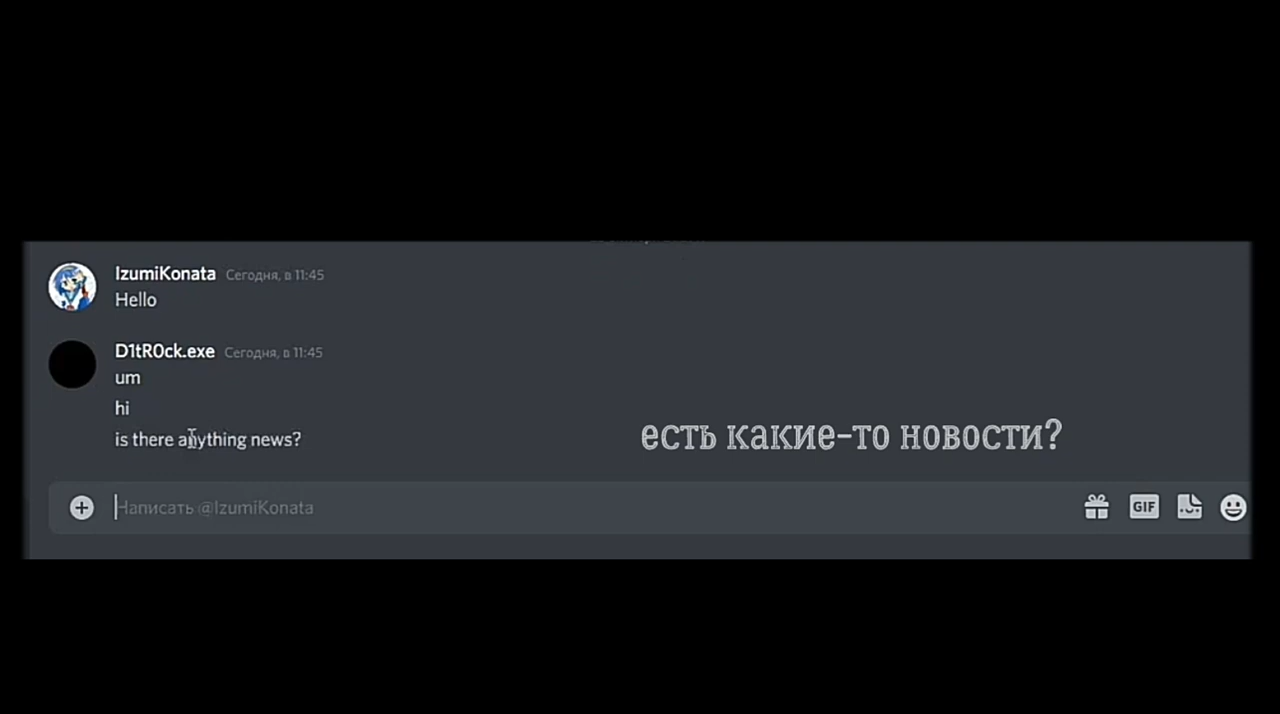 IzumiKonata Сегодня, в 11:45
Hello
D1tR0ck.exe Сегодня, в 11:45
um
hi
is there anything news?
есть какие-то новости?
Написать @IzumiKonata
GIF